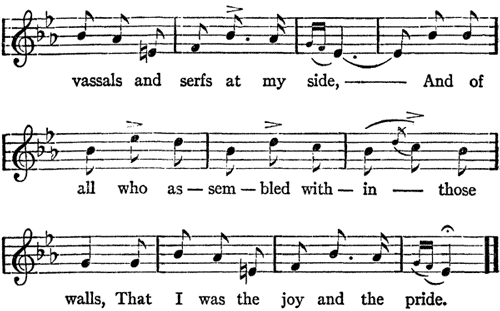 vassals and serfs at my side, —— And of
all who as—sem—bled with—in — those
walls, That I was the joy and the pride.